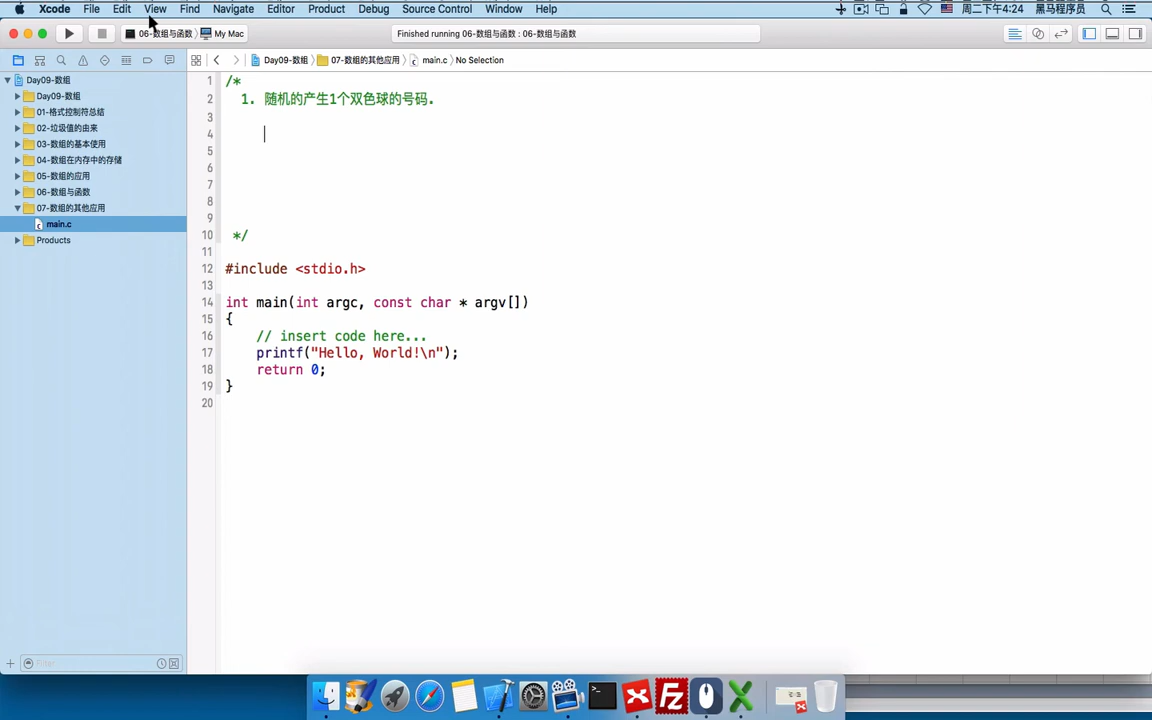 Xcode File Edit View Find Navigate Editor Product Debug Source Control Window Help 周二下午4:24 黑马程序员
06-数组与函数 My Mac Finished running 06-数组与函数 : 06-数组与函数
Day09-数组 07-数组的其他应用 main.c No Selection
Day09-数组
Day09-数组
01-格式控制符总结
02-垃圾值的由来
03-数组的基本使用
04-数组在内存中的存储
05-数组的应用
06-数组与函数
07-数组的其他应用
main.c
Products
Filter
1 /*
2 1. 随机的产生1个双色球的号码.
3
4
5
6
7
8
9
10 */
11
12 #include <stdio.h>
13
14 int main(int argc, const char * argv[])
15 {
16 // insert code here...
17 printf("Hello, World!\n");
18 return 0;
19 }
20